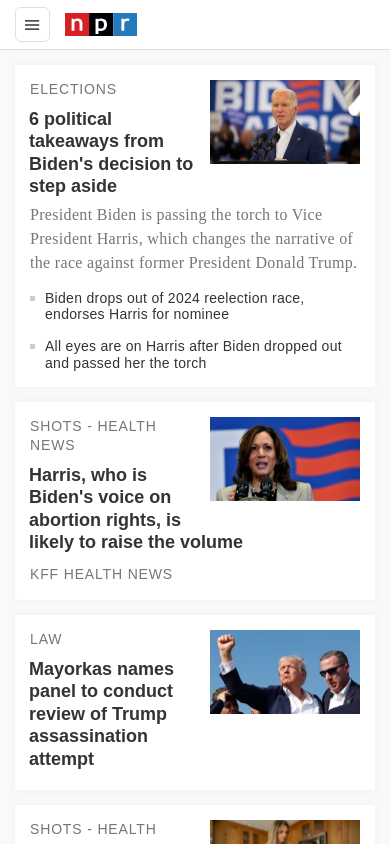 npr
ELECTIONS
6 political
takeaways from
Biden's decision to
step aside
President Biden is passing the torch to Vice
President Harris, which changes the narrative of
the race against former President Donald Trump.
Biden drops out of 2024 reelection race,
endorses Harris for nominee
All eyes are on Harris after Biden dropped out
and passed her the torch
SHOTS - HEALTH
NEWS
Harris, who is
Biden's voice on
abortion rights, is
likely to raise the volume
KFF HEALTH NEWS
LAW
Mayorkas names
panel to conduct
review of Trump
assassination
attempt
SHOTS - HEALTH